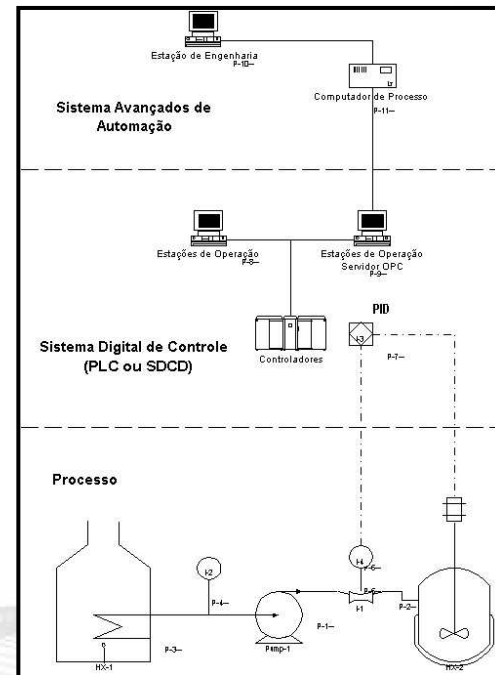 Estação de Engenharia
P-10
Lr
Computador de Processo
P-11
Sistema Avançados de
Automação
Estações de Operação
P-8
Estações de Operação
Servidor OPC
P-9
PID
I-3
P-7
Controladores
Sistema Digital de Controle
(PLC ou SDCD)
Processo
I-2
I-4
P-5
P-6
P-4
P-2
I-1
P-1
P-3
Pump-1
HX-1
HX-2